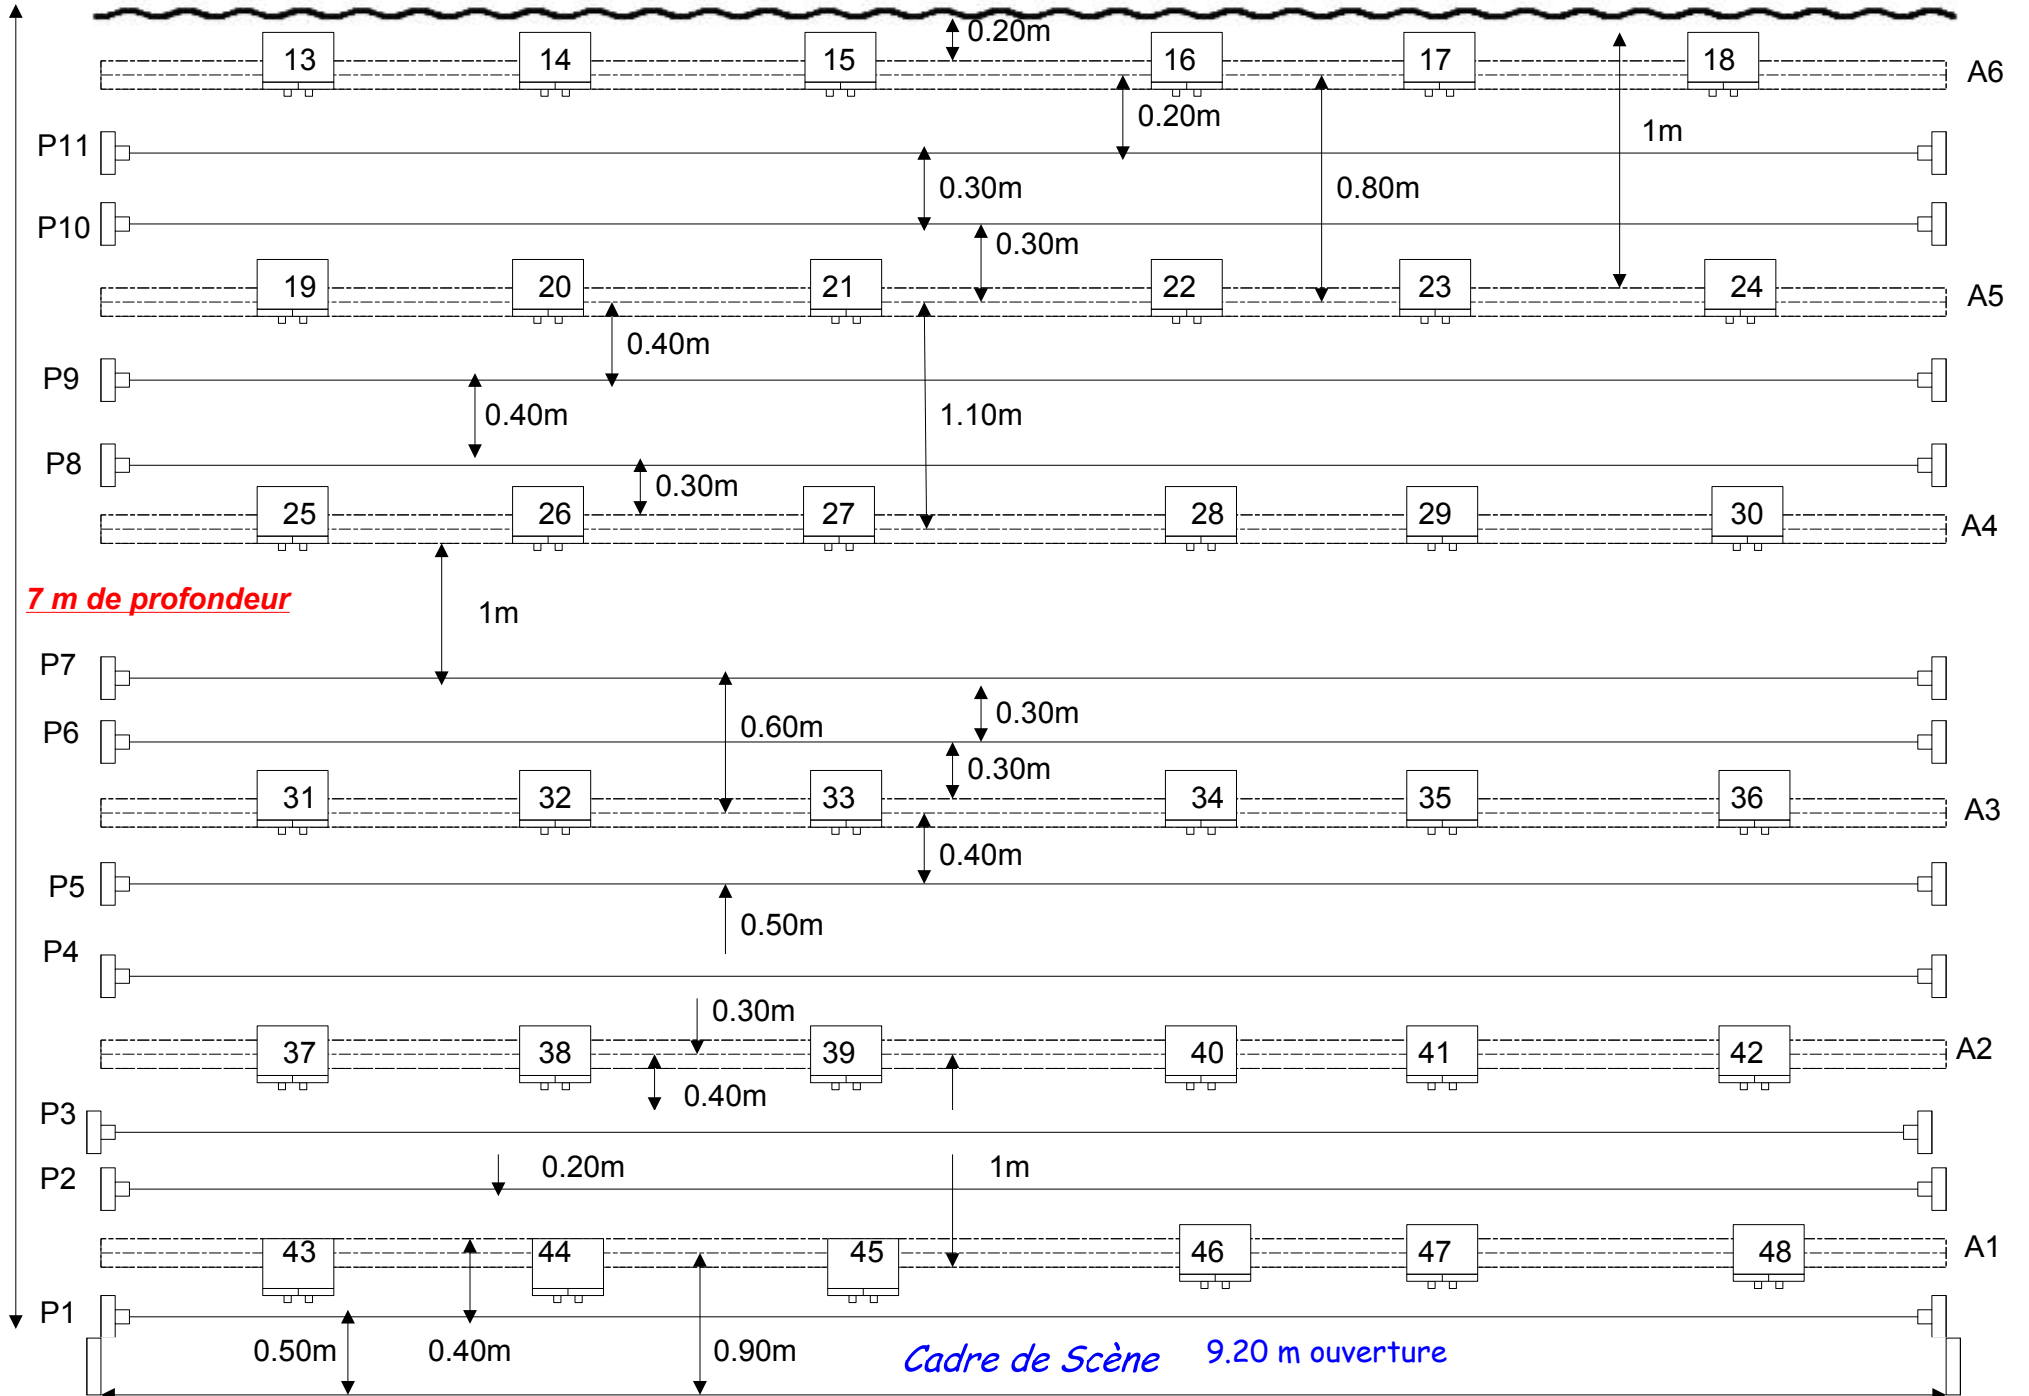 0.20m
13 14 15 16 17 18 A6
0.20m
P11 1m
0.30m 0.80m
P10
0.30m
19 20 21 22 23 24 A5
0.40m
P9
0.40m 1.10m
P8
0.30m
25 26 27 28 29 30 A4
7 m de profondeur
1m
P7
0.30m
P6 0.60m
0.30m
31 32 33 34 35 36 A3
0.40m
P5
0.50m
P4
0.30m
37 38 39 40 41 42 A2
0.40m
P3
0.20m 1m
P2
43 44 45 46 47 48 A1
P1
0.50m 0.40m 0.90m Cadre de Scène 9.20 m ouverture